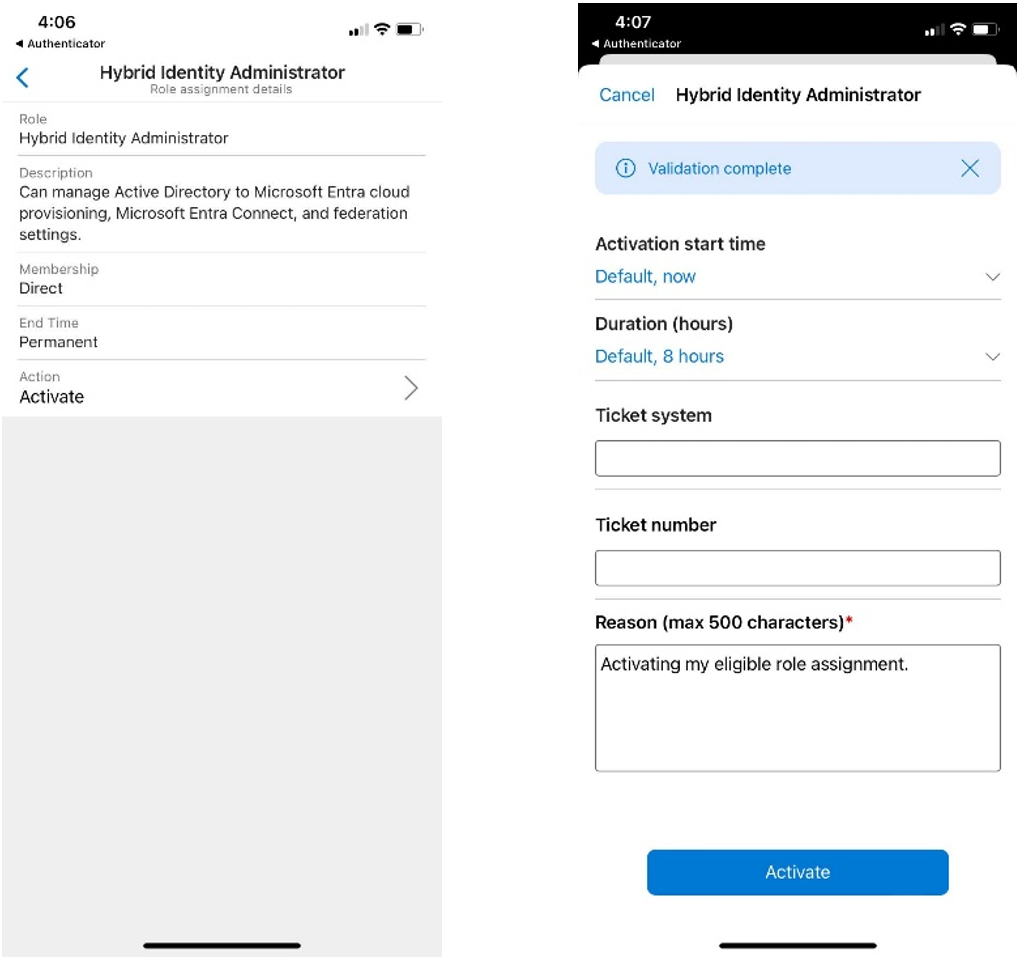 4:06
◀ Authenticator
Hybrid Identity Administrator
Role assignment details
Role
Hybrid Identity Administrator
Description
Can manage Active Directory to Microsoft Entra cloud
provisioning, Microsoft Entra Connect, and federation
settings.
Membership
Direct
End Time
Permanent
Action
Activate
4:07
◀ Authenticator
Cancel Hybrid Identity Administrator
Validation complete
Activation start time
Default, now
Duration (hours)
Default, 8 hours
Ticket system
Ticket number
Reason (max 500 characters)*
Activating my eligible role assignment.
Activate